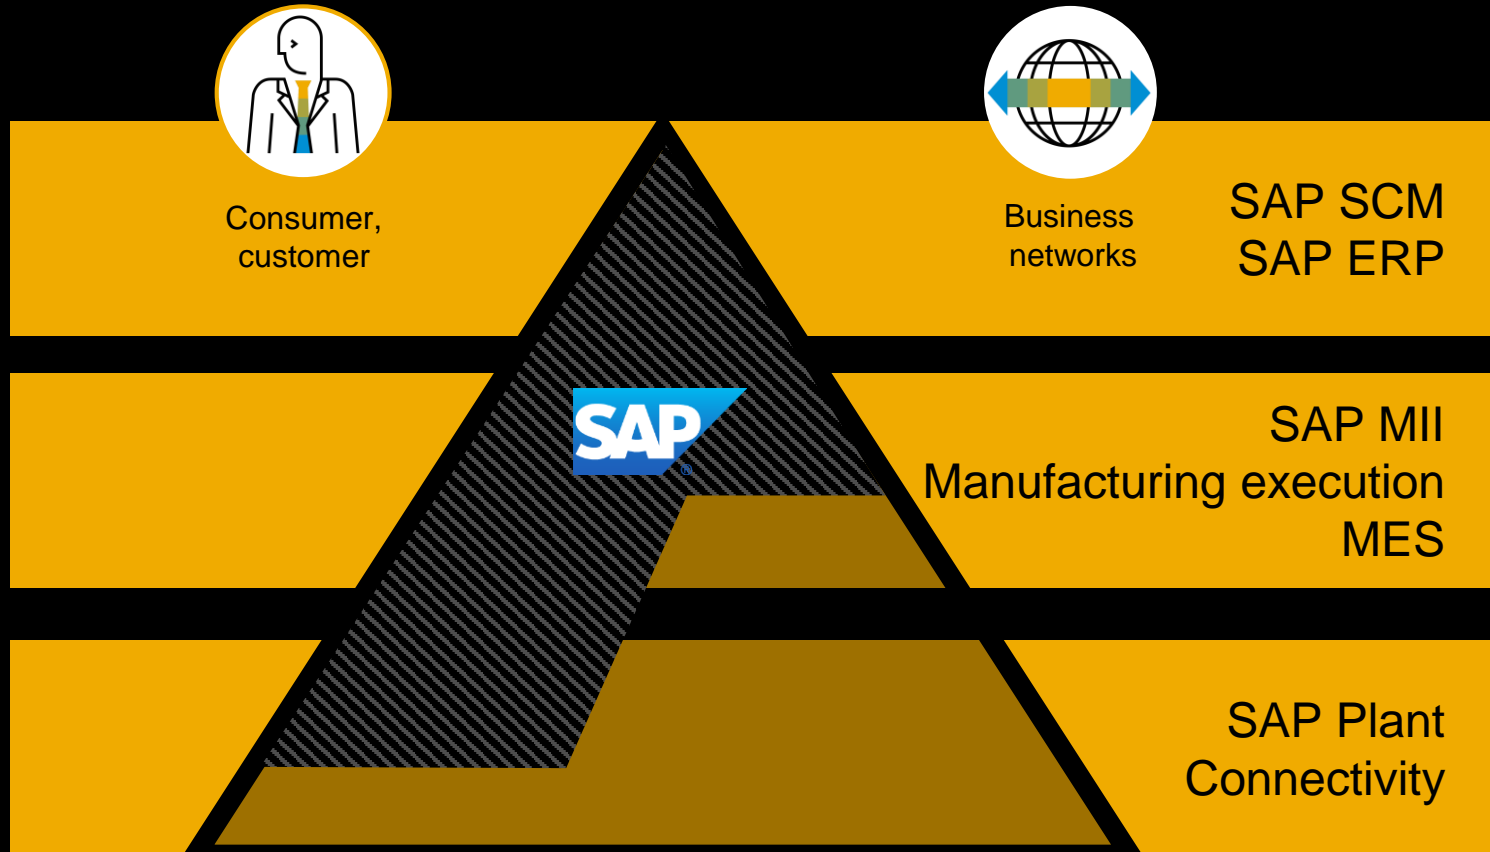 Consumer,
customer
Business
networks
SAP SCM
SAP ERP
SAP®
SAP MII
Manufacturing execution
MES
SAP Plant
Connectivity